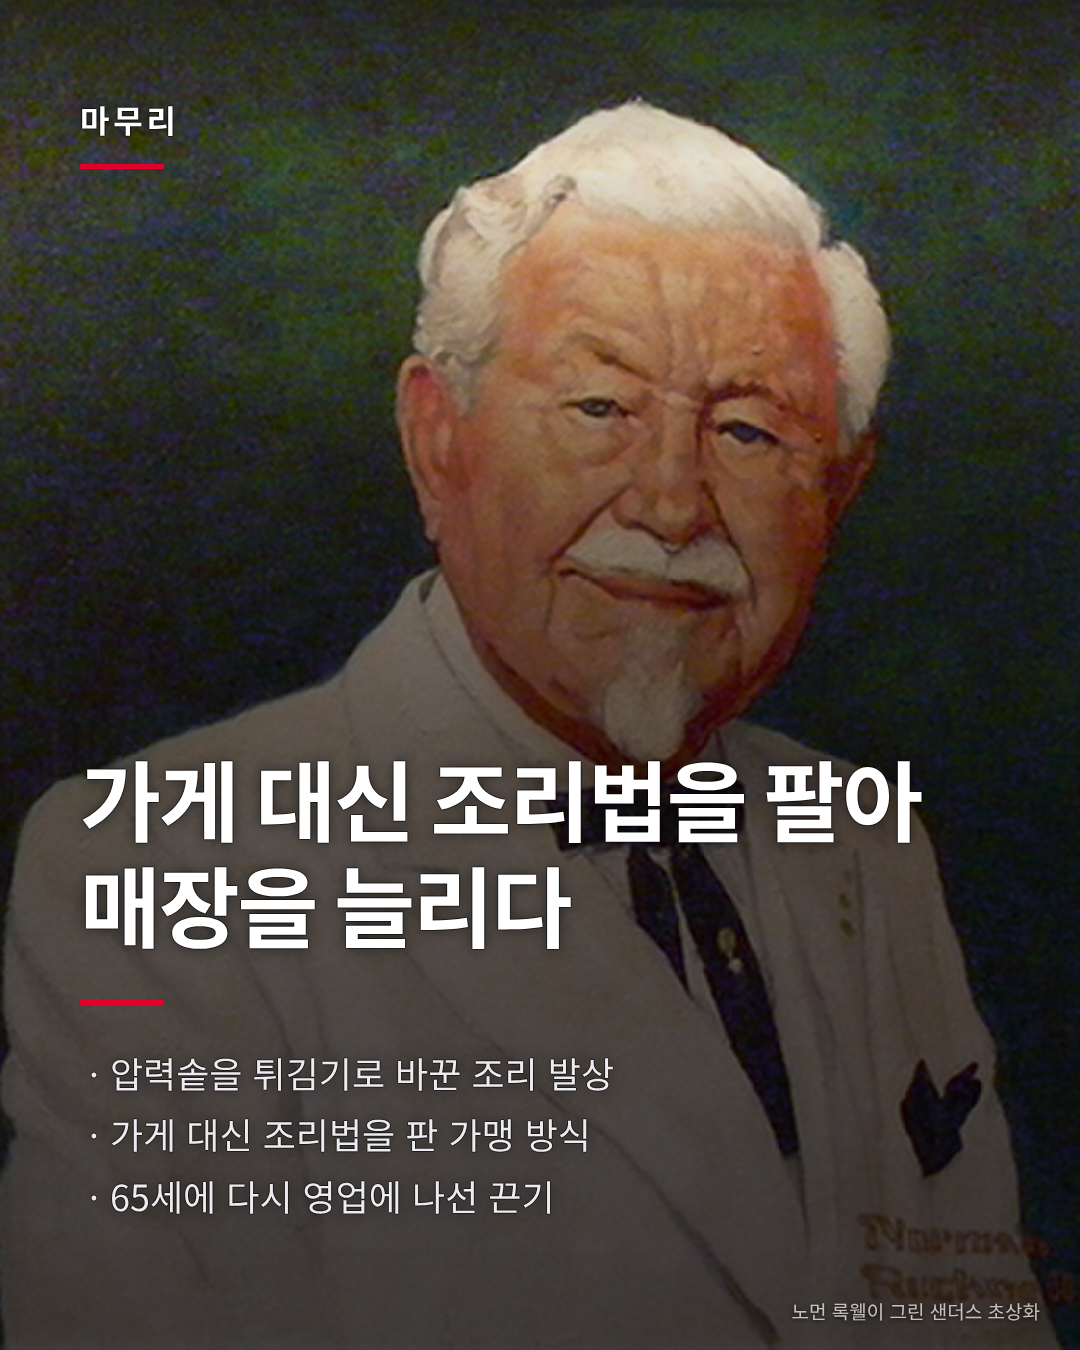 마무리
가게 대신 조리법을 팔아
매장을 늘리다
· 압력솥을 튀김기로 바꾼 조리 발상
· 가게 대신 조리법을 판 가맹 방식
· 65세에 다시 영업에 나선 끈기
Norman
Rockwell
노먼 록웰이 그린 샌더스 초상화